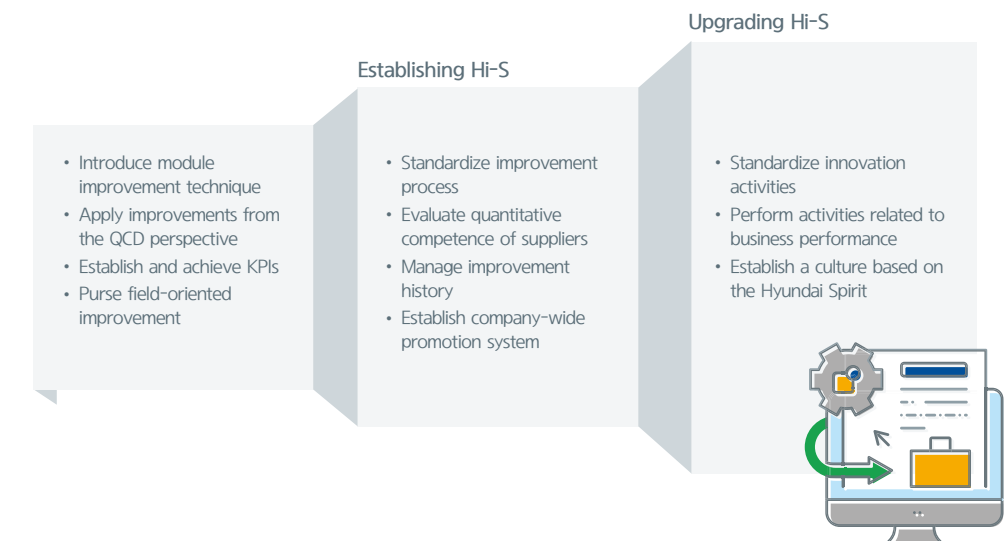 • Introduce module
improvement technique
• Apply improvements from
the QCD perspective
• Establish and achieve KPIs
• Purse field-oriented
improvement
Establishing Hi-S
• Standardize improvement
process
• Evaluate quantitative
competence of suppliers
• Manage improvement
history
• Establish company-wide
promotion system
Upgrading Hi-S
• Standardize innovation
activities
• Perform activities related to
business performance
• Establish a culture based on
the Hyundai Spirit